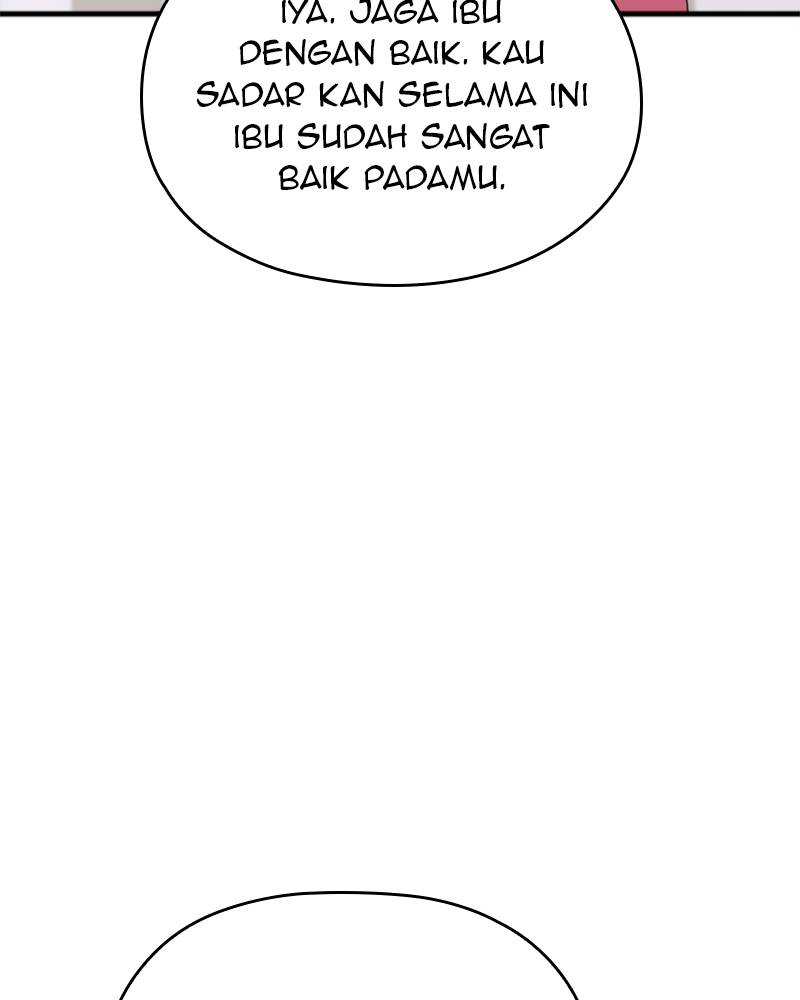 IYA. JAGA IBU
DENGAN BAIK. KAU
SADAR KAN SELAMA INI
IBU SUDAH SANGAT
BAIK PADAMU.